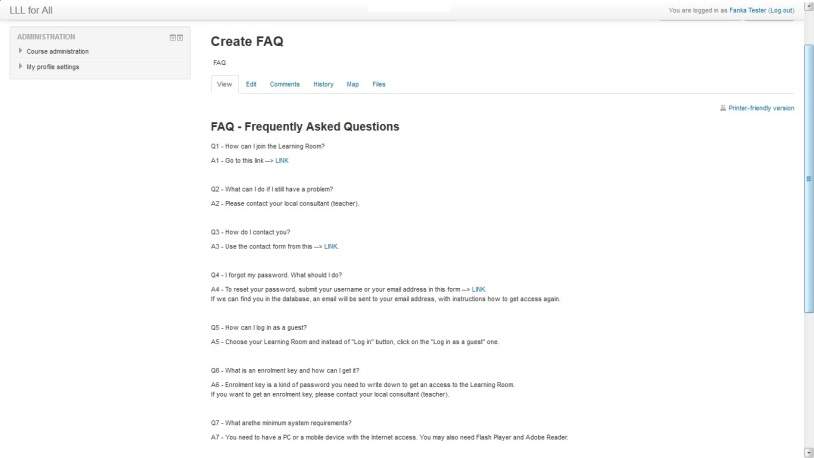 LLL for All
You are logged in as Fanka Tester (Log out)
ADMINISTRATION
Course administration
My profile settings
Create FAQ
FAQ
View Edit Comments History Map Files
Printer-friendly version
FAQ - Frequently Asked Questions
Q1 - How can I join the Learning Room?
A1 - Go to this link --> LINK
Q2 - What can I do if I still have a problem?
A2 - Please contact your local consultant (teacher).
Q3 - How do I contact you?
A3 - Use the contact form from this --> LINK.
Q4 - I forgot my password. What should I do?
A4 - To reset your password, submit your username or your email address in this form --> LINK.
If we can find you in the database, an email will be sent to your email address, with instructions how to get access again.
Q5 - How can I log in as a guest?
A5 - Choose your Learning Room and instead of "Log in" button, click on the "Log in as a guest" one.
Q6 - What is an enrolment key and how can I get it?
A6 - Enrolment key is a kind of password you need to write down to get an access to the Learning Room.
If you want to get an enrolment key, please contact your local consultant (teacher).
Q7 - What arethe minimum system requirements?
A7 - You need to have a PC or a mobile device with the Internet access. You may also need Flash Player and Adobe Reader.